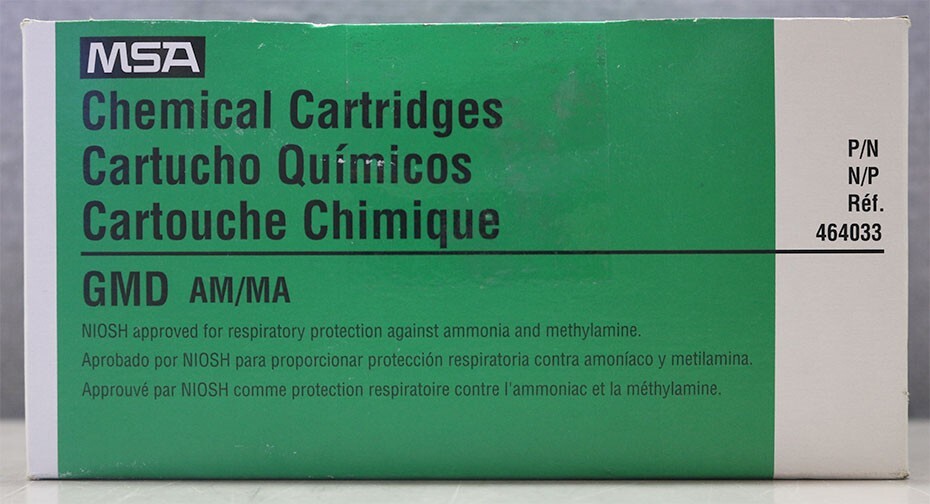 MSA
Chemical Cartridges
Cartucho Químicos
Cartouche Chimique
P/N
N/P
Réf.
464033
GMD AM/MA
NIOSH approved for respiratory protection against ammonia and methylamine.
Aprobado por NIOSH para proporcionar protección respiratoria contra amoníaco y metilamina.
Approuvé par NIOSH comme protection respiratoire contre l'ammoniac et la méthylamine.